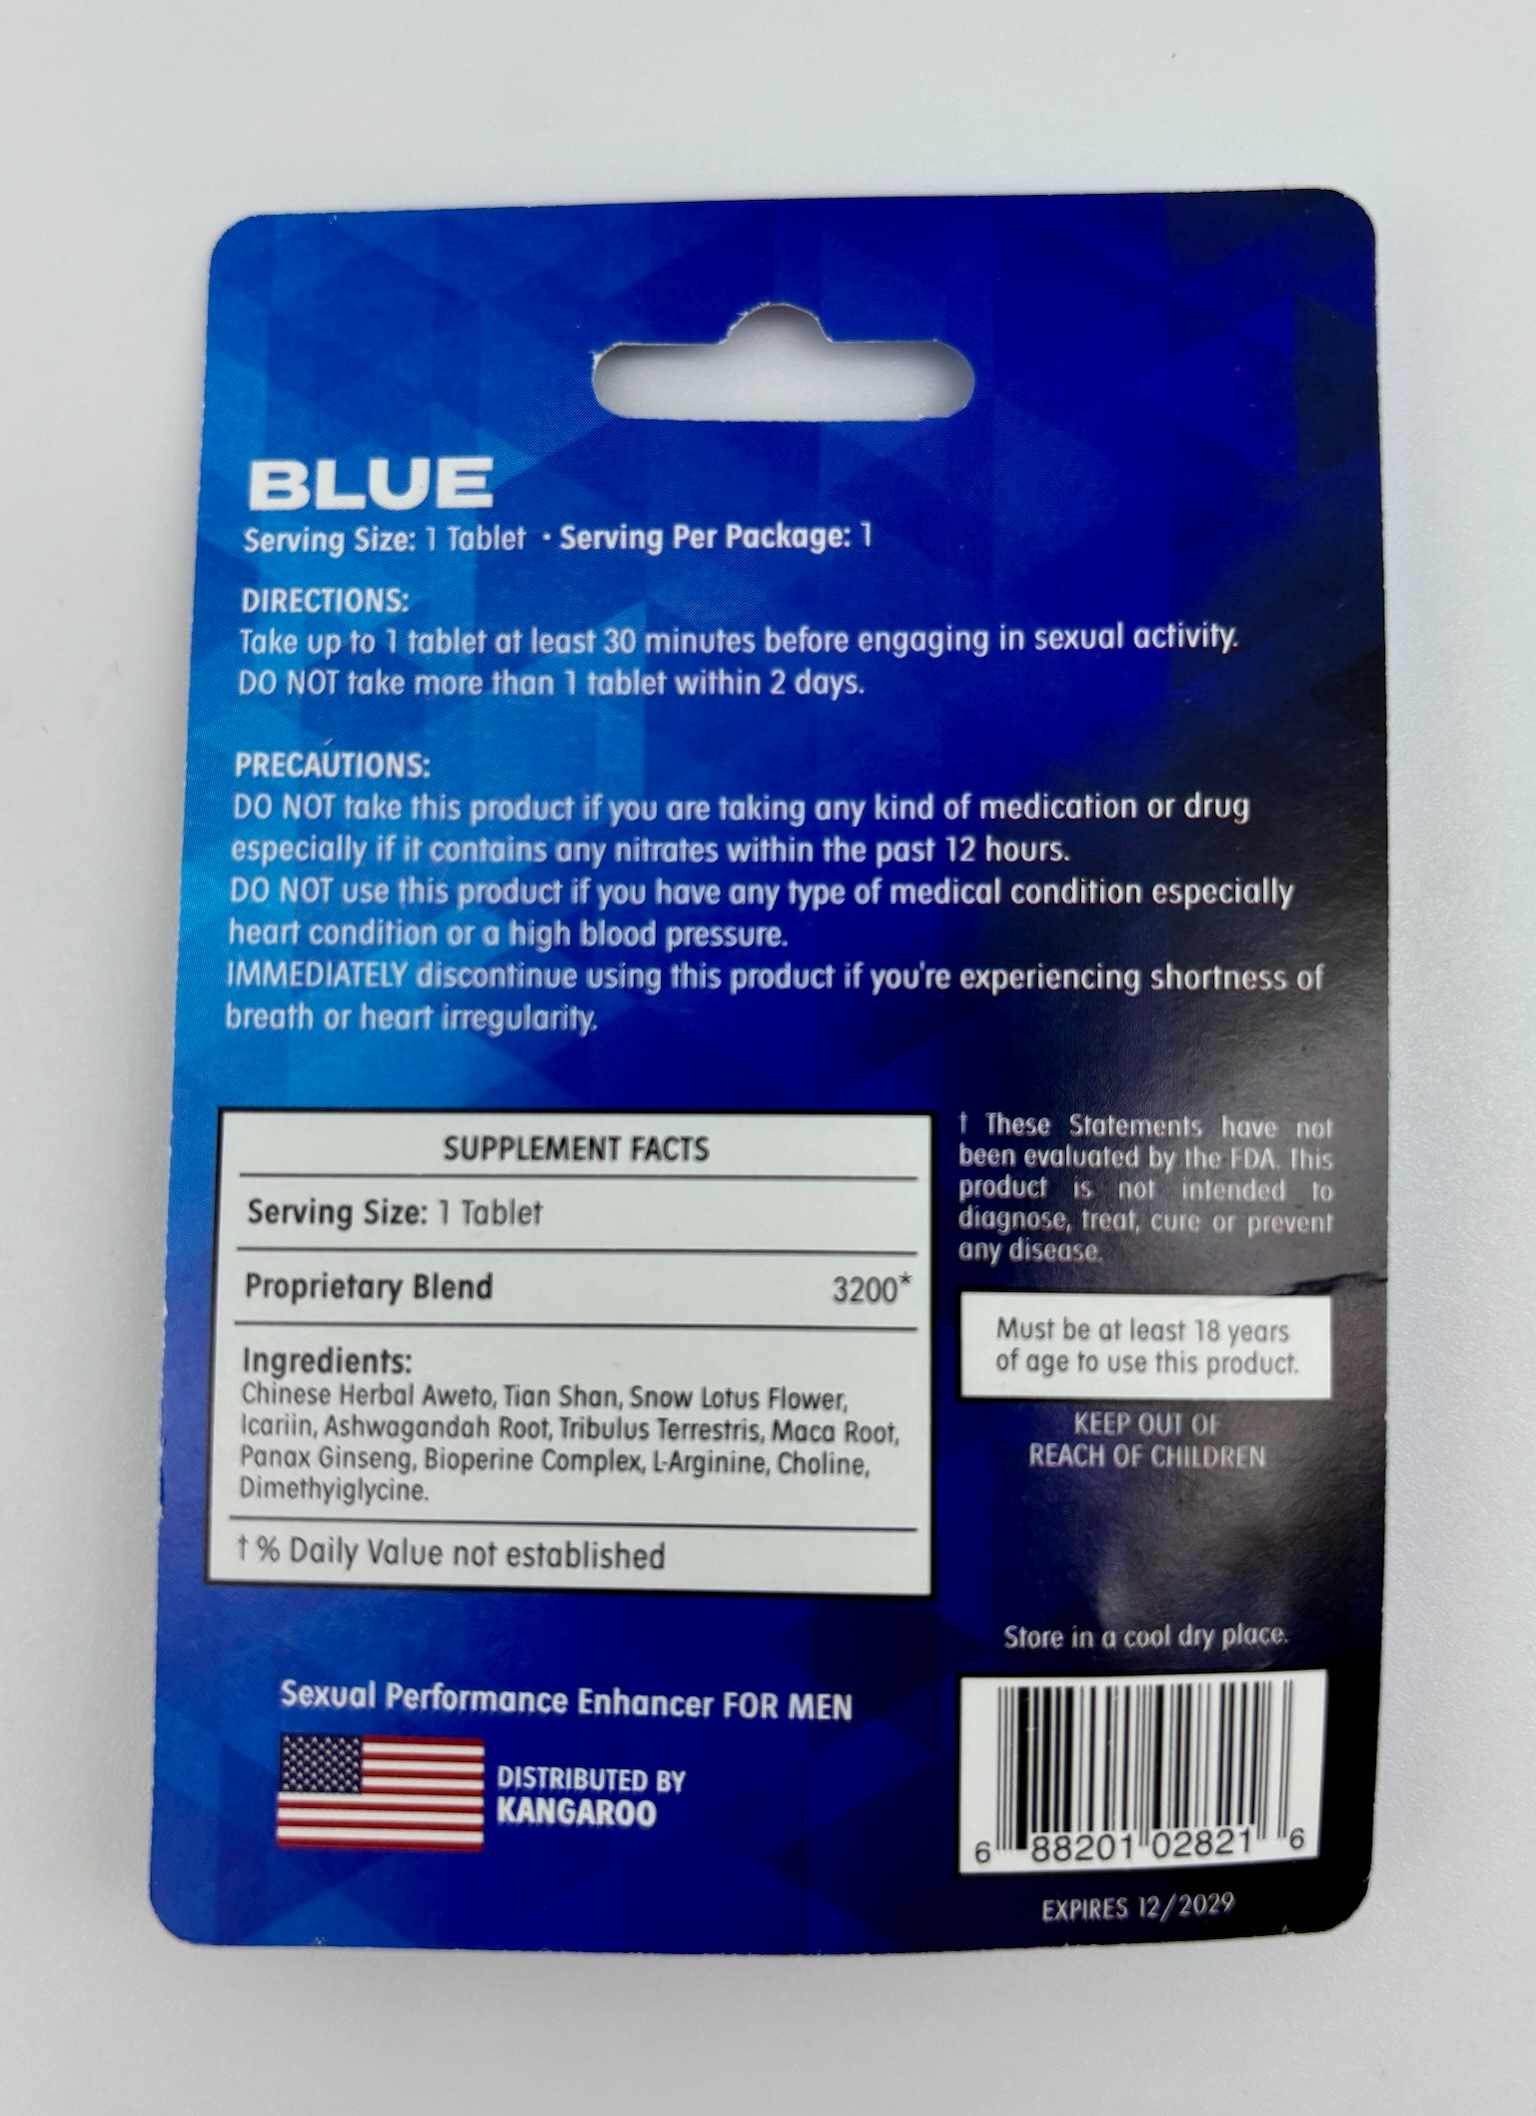 BLUE
Serving Size: 1 Tablet · Serving Per Package: 1
DIRECTIONS:
Take up to 1 tablet at least 30 minutes before engaging in sexual activity.
DO NOT take more than 1 tablet within 2 days.
PRECAUTIONS:
DO NOT take this product if you are taking any kind of medication or drug
especially if it contains any nitrates within the past 12 hours.
DO NOT use this product if you have any type of medical condition especially
heart condition or a high blood pressure.
IMMEDIATELY discontinue using this product if you're experiencing shortness of
breath or heart irregularity.
SUPPLEMENT FACTS
Serving Size: 1 Tablet
Proprietary Blend 3200*
Ingredients:
Chinese Herbal Aweto, Tian Shan, Snow Lotus Flower,
Icariin, Ashwagandah Root, Tribulus Terrestris, Maca Root,
Panax Ginseng, Bioperine Complex, L-Arginine, Choline,
Dimethyiglycine.
† % Daily Value not established
† These Statements have not
been evaluated by the FDA. This
product is not intended to
diagnose, treat, cure or prevent
any disease.
Must be at least 18 years
of age to use this product.
KEEP OUT OF
REACH OF CHILDREN
Store in a cool dry place.
Sexual Performance Enhancer FOR MEN
DISTRIBUTED BY
KANGAROO
6 88201 02821 6
EXPIRES 12/2029